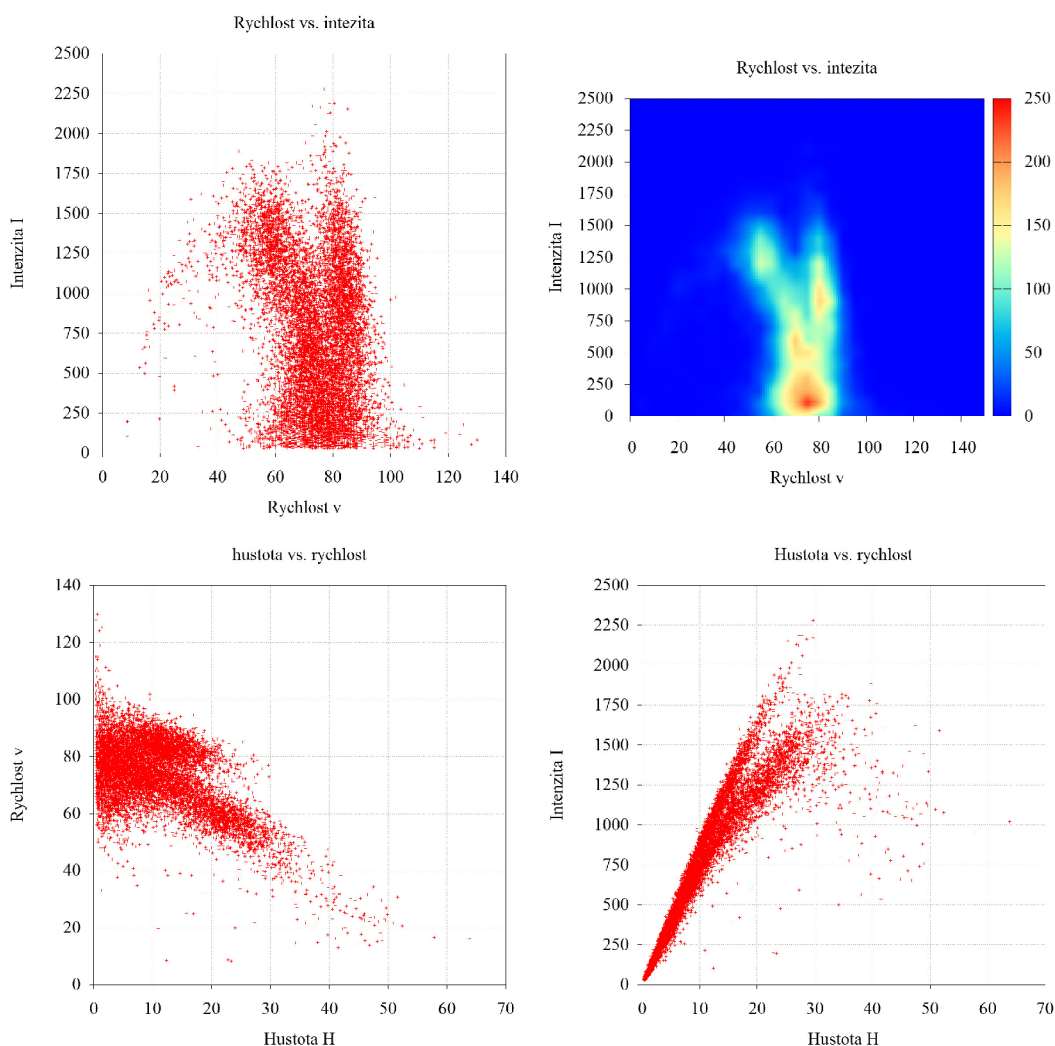 Rychlost vs. intezita
2500
2250
2000
1750
1500
1250
1000
750
500
250
0
Intenzita I
0 20 40 60 80 100 120 140
Rychlost v
Rychlost vs. intezita
2500
2250
2000
1750
1500
1250
1000
750
500
250
0
Intenzita I
0 20 40 60 80 100 120 140
Rychlost v
250
200
150
100
50
0
hustota vs. rychlost
140
120
100
80
60
40
20
0
Rychlost v
0 10 20 30 40 50 60 70
Hustota H
Hustota vs. rychlost
2500
2250
2000
1750
1500
1250
1000
750
500
250
0
Intenzita I
0 10 20 30 40 50 60 70
Hustota H